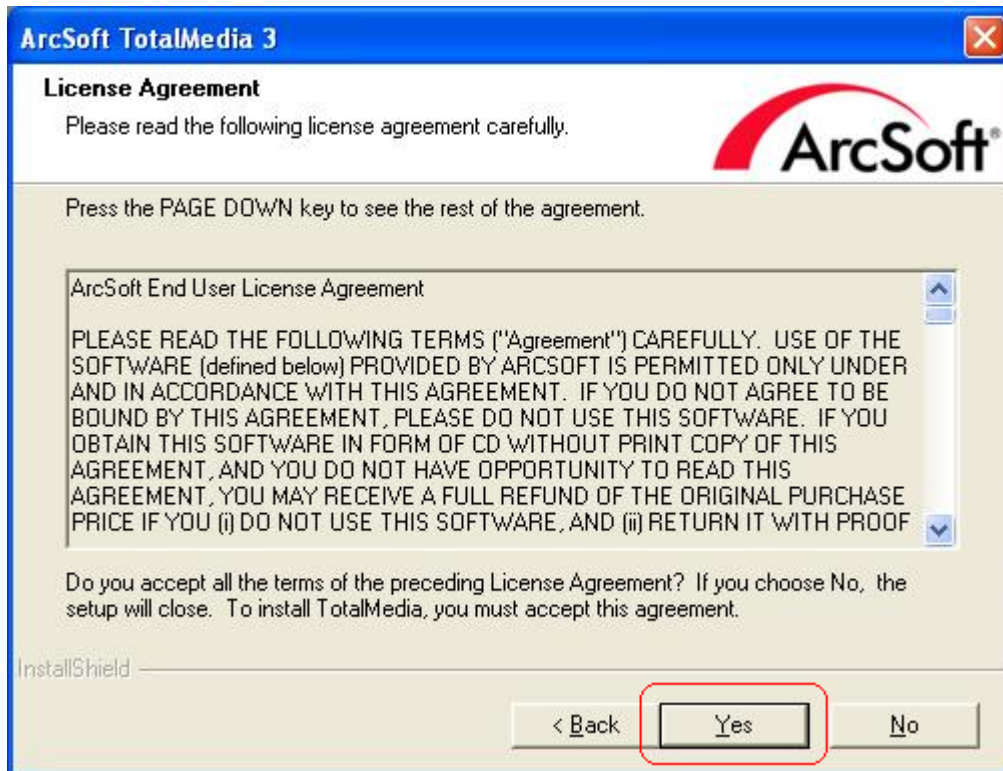 ArcSoft TotalMedia 3
License Agreement
Please read the following license agreement carefully.
ArcSoft®
Press the PAGE DOWN key to see the rest of the agreement.
ArcSoft End User License Agreement
PLEASE READ THE FOLLOWING TERMS ("Agreement") CAREFULLY.  USE OF THE
SOFTWARE (defined below) PROVIDED BY ARCSOFT IS PERMITTED ONLY UNDER
AND IN ACCORDANCE WITH THIS AGREEMENT.  IF YOU DO NOT AGREE TO BE
BOUND BY THIS AGREEMENT, PLEASE DO NOT USE THIS SOFTWARE.  IF YOU
OBTAIN THIS SOFTWARE IN FORM OF CD WITHOUT PRINT COPY OF THIS
AGREEMENT, AND YOU DO NOT HAVE OPPORTUNITY TO READ THIS
AGREEMENT, YOU MAY RECEIVE A FULL REFUND OF THE ORIGINAL PURCHASE
PRICE IF YOU (i) DO NOT USE THIS SOFTWARE, AND (ii) RETURN IT WITH PROOF
Do you accept all the terms of the preceding License Agreement?  If you choose No,  the
setup will close.  To install TotalMedia, you must accept this agreement.
InstallShield
< Back
Yes
No